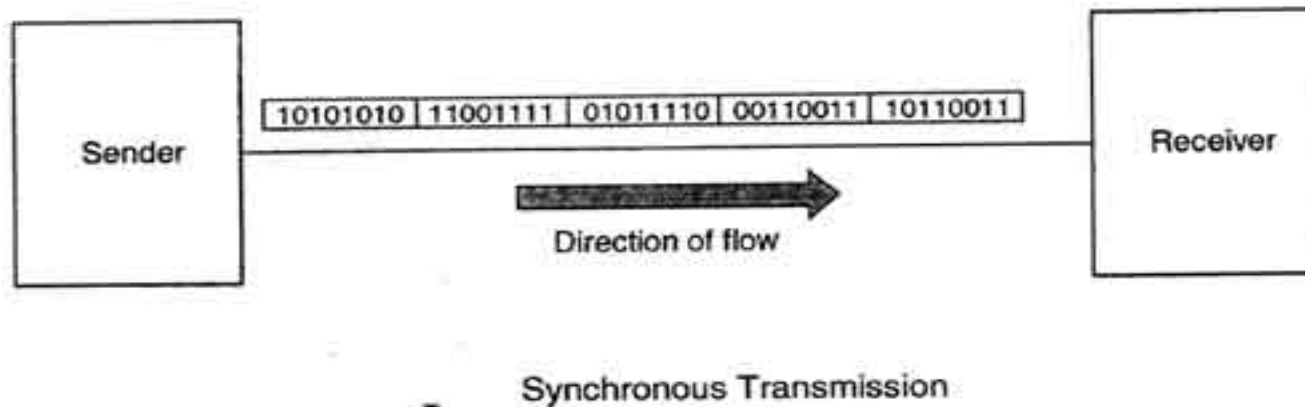 10101010 11001111 01011110 00110011 10110011
Sender
Receiver
Direction of flow
Synchronous Transmission